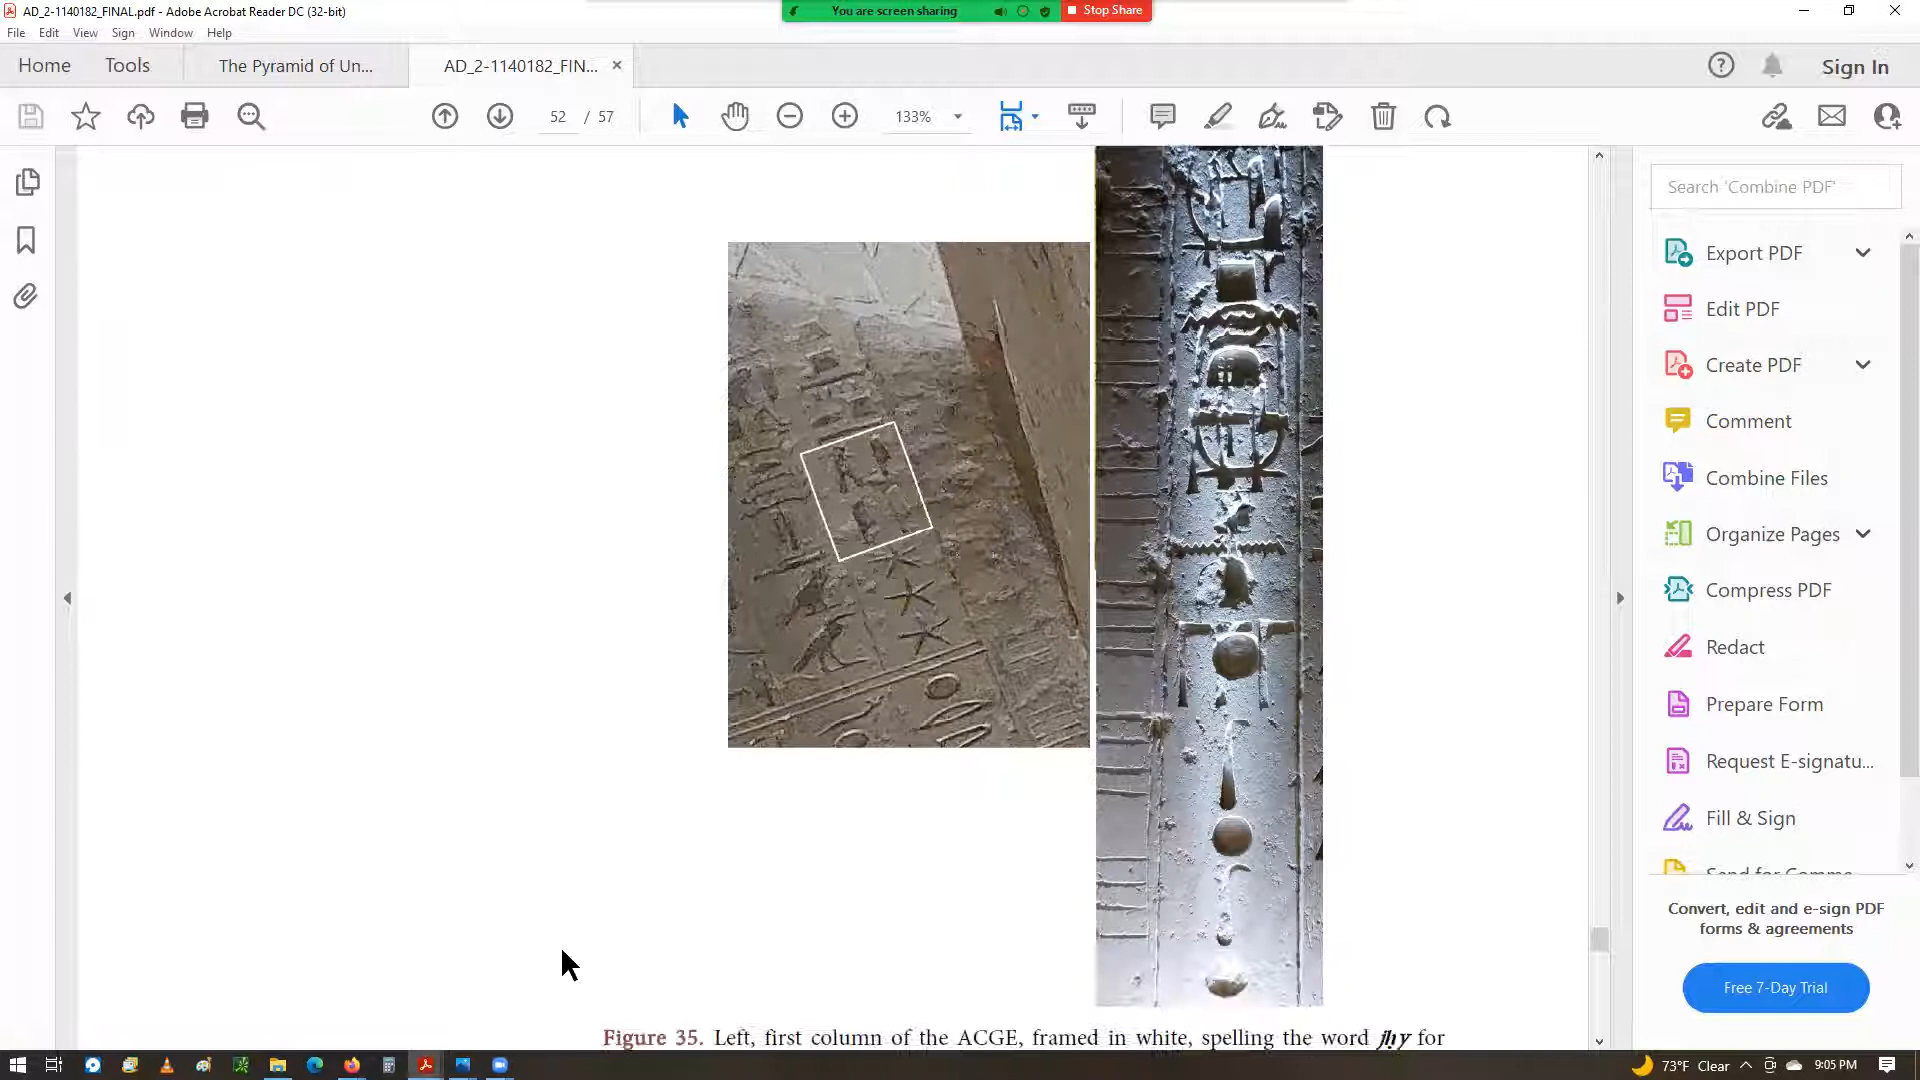 AD_2-1140182_FINAL.pdf - Adobe Acrobat Reader DC (32-bit)
You are screen sharing
Stop Share
File Edit View Sign Window Help
Home Tools The Pyramid of Un... AD_2-1140182_FIN... Sign In
52 / 57 133%
Search 'Combine PDF'
Export PDF
Edit PDF
Create PDF
Comment
Combine Files
Organize Pages
Compress PDF
Redact
Prepare Form
Request E-signatu...
Fill & Sign
Send for Comme
Convert, edit and e-sign PDF
forms & agreements
Free 7-Day Trial
Figure 35. Left, first column of the ACGE, framed in white, spelling the word jḥy for
73°F Clear 9:05 PM